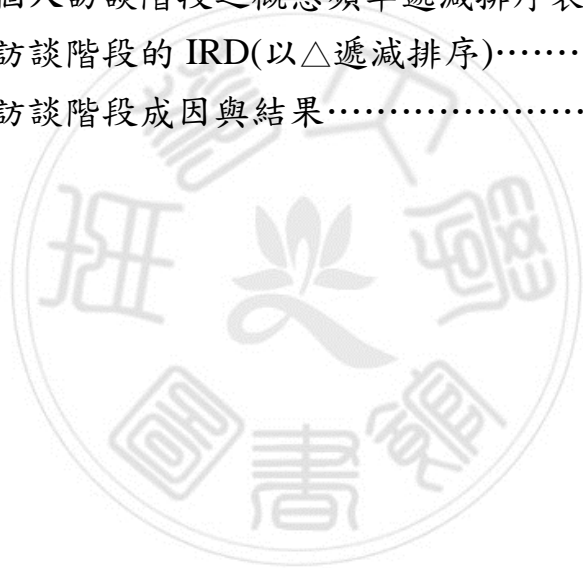 個人訪談階段之概念頻率遞減排序表
訪談階段的 IRD(以△遞減排序)⋯⋯⋯
訪談階段成因與結果⋯⋯⋯⋯⋯⋯⋯⋯
書